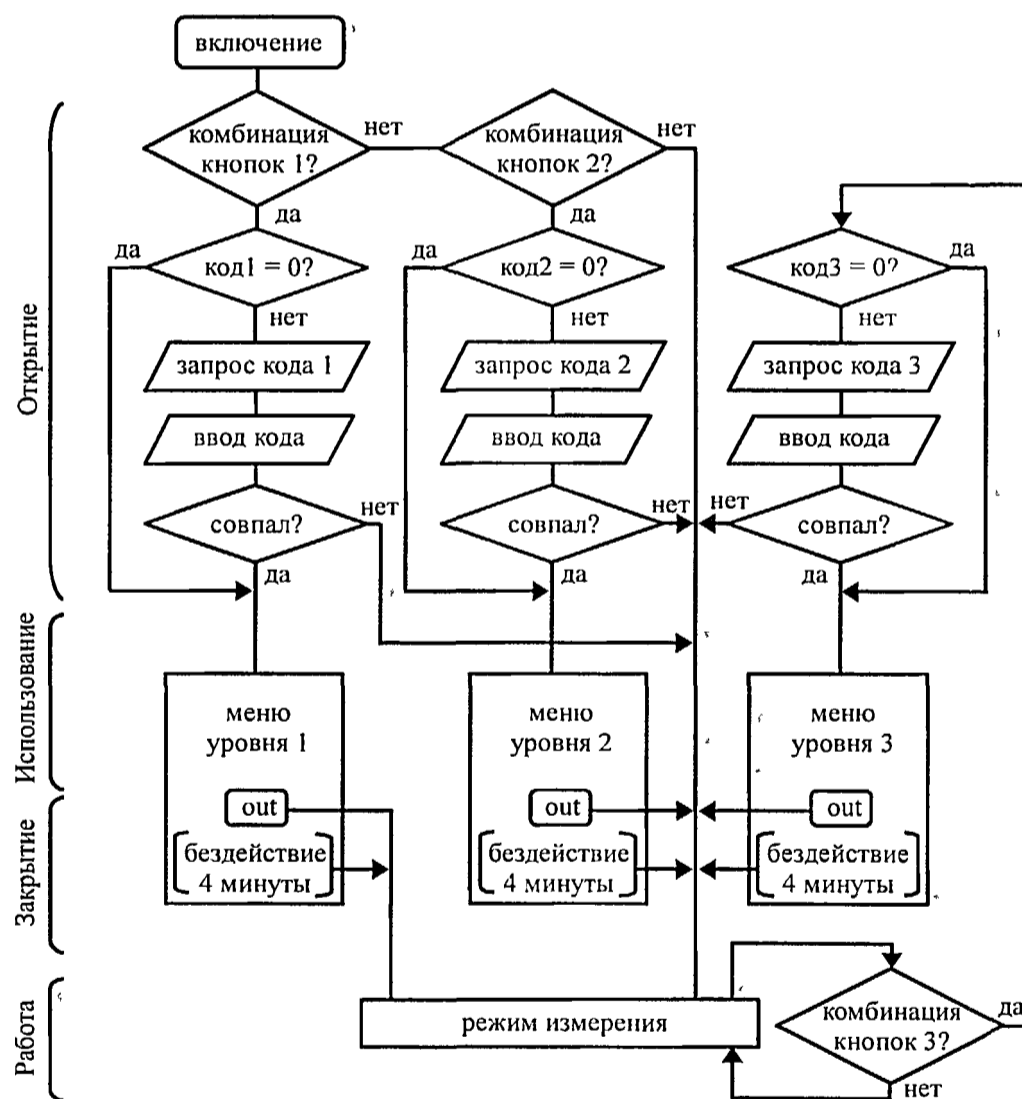 включение
комбинация
кнопок 1?
нет
комбинация
кнопок 2?
нет
да
да
да
код1 = 0?
да
код2 = 0?
код3 = 0?
да
нет
нет
нет
запрос кода 1
запрос кода 2
запрос кода 3
ввод кода
ввод кода
ввод кода
совпал?
нет
совпал?
нет
нет
совпал?
да
да
да
Открытие
меню
уровня 1
меню
уровня 2
меню
уровня 3
Использование
out
out
out
бездействие
4 минуты
бездействие
4 минуты
бездействие
4 минуты
Закрытие
режим измерения
комбинация
кнопок 3?
да
нет
Работа